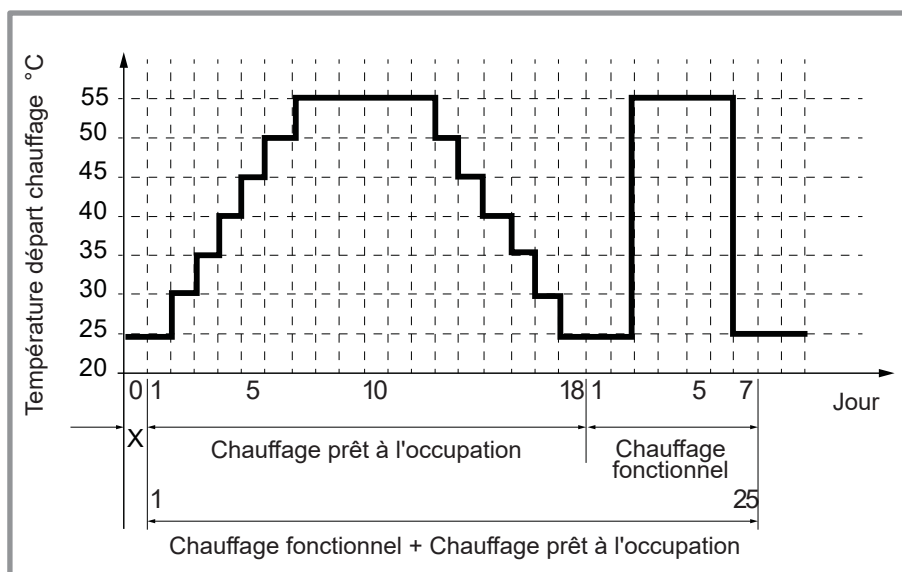 Température départ chauffage °C
55
50
45
40
35
30
25
20
0 1 5 10 18 1 5 7
Jour
X
Chauffage prêt à l'occupation
Chauffage
fonctionnel
1 25
Chauffage fonctionnel + Chauffage prêt à l'occupation